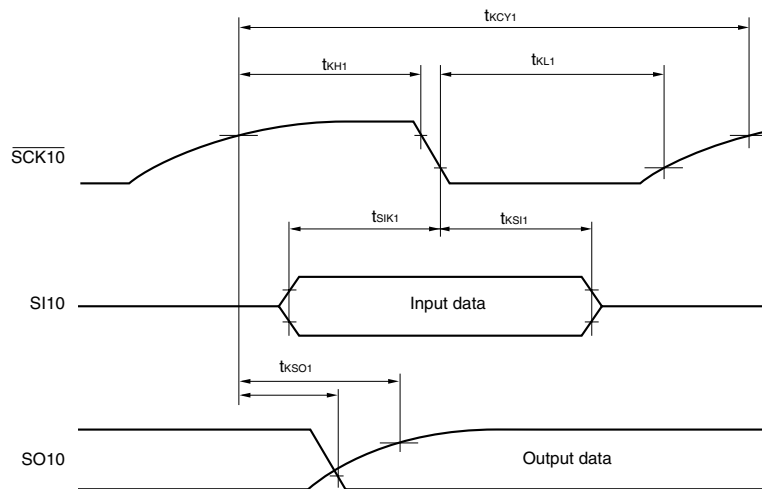 tKCY1
tKH1
tKL1
SCK10
tSIK1
tKSI1
SI10
Input data
tKSO1
SO10
Output data